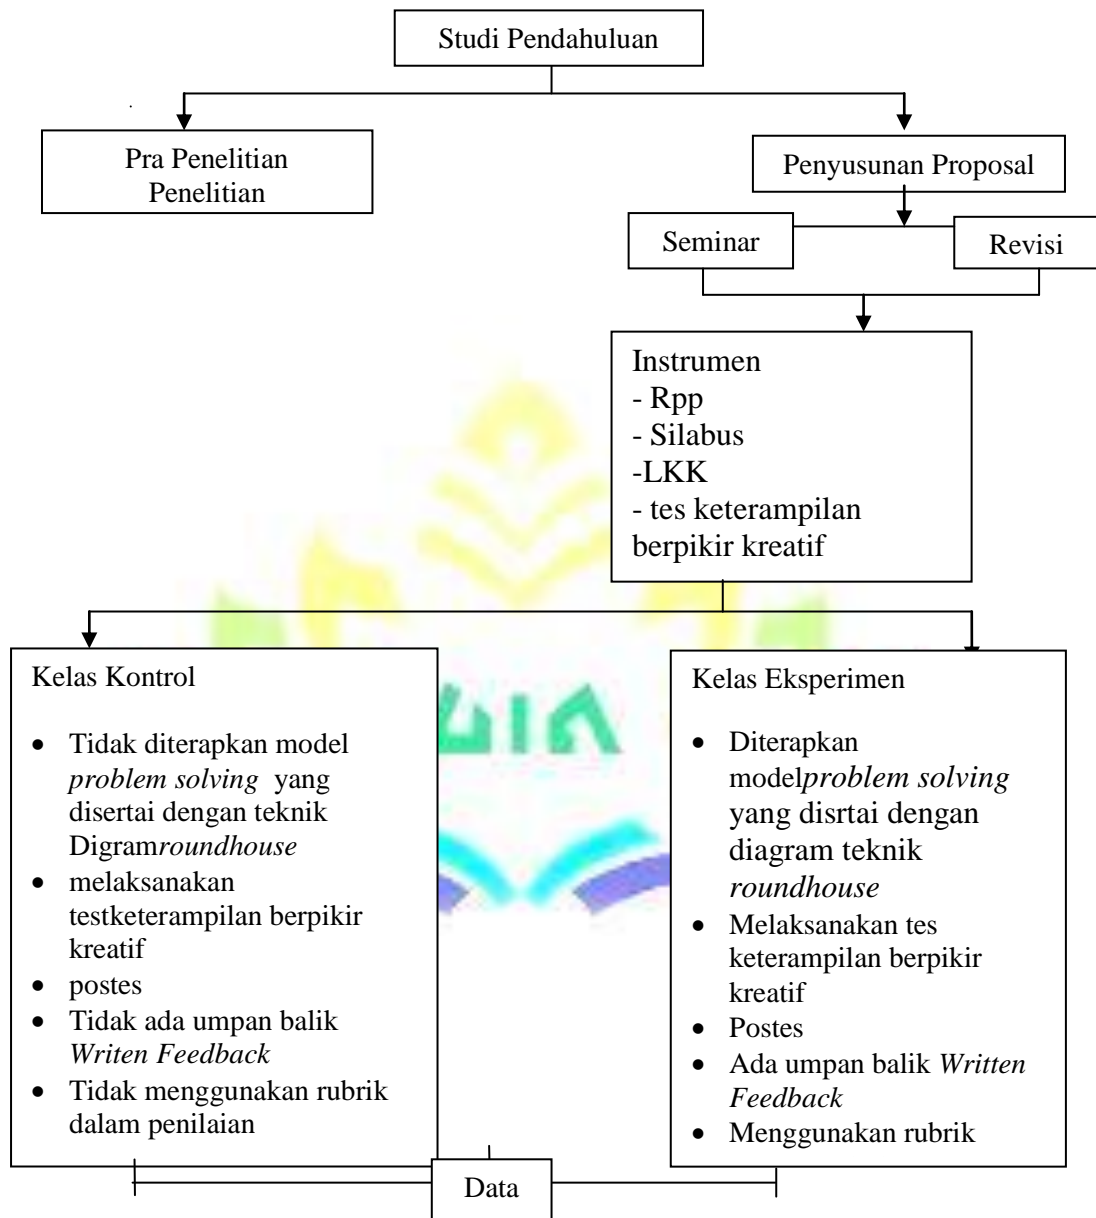 Studi Pendahuluan
Pra Penelitian
Penelitian
Penyusunan Proposal
Seminar
Revisi
Instrumen
- Rpp
- Silabus
-LKK
- tes keterampilan
berpikir kreatif
Kelas Kontrol
• Tidak diterapkan model
problem solving yang
disertai dengan teknik
Digramroundhouse
• melaksanakan
testketerampilan berpikir
kreatif
• postes
• Tidak ada umpan balik
Writen Feedback
• Tidak menggunakan rubrik
dalam penilaian
Kelas Eksperimen
• Diterapkan
modelproblem solving
yang disrtai dengan
diagram teknik
roundhouse
• Melaksanakan tes
keterampilan berpikir
kreatif
• Postes
• Ada umpan balik Written
Feedback
• Menggunakan rubrik
Data